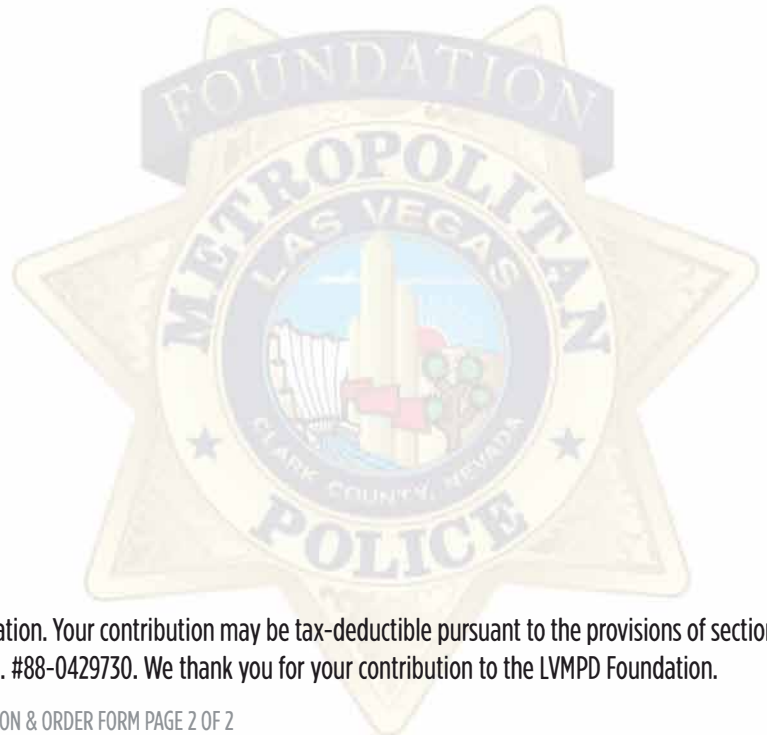 FOUNDATION
METROPOLITAN
LAS VEGAS
CLARK COUNTY, NEVADA
POLICE
ation. Your contribution may be tax-deductible pursuant to the provisions of section
. #88-0429730. We thank you for your contribution to the LVMPD Foundation.
ON & ORDER FORM PAGE 2 OF 2